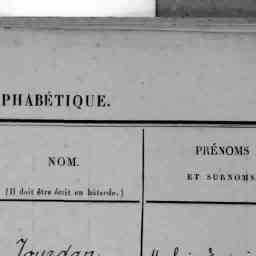 PHABÉTIQUE.
NOM.
(Il doit être écrit en bâtarde.)
PRÉNOMS
ET SURNOMS
Jourdan